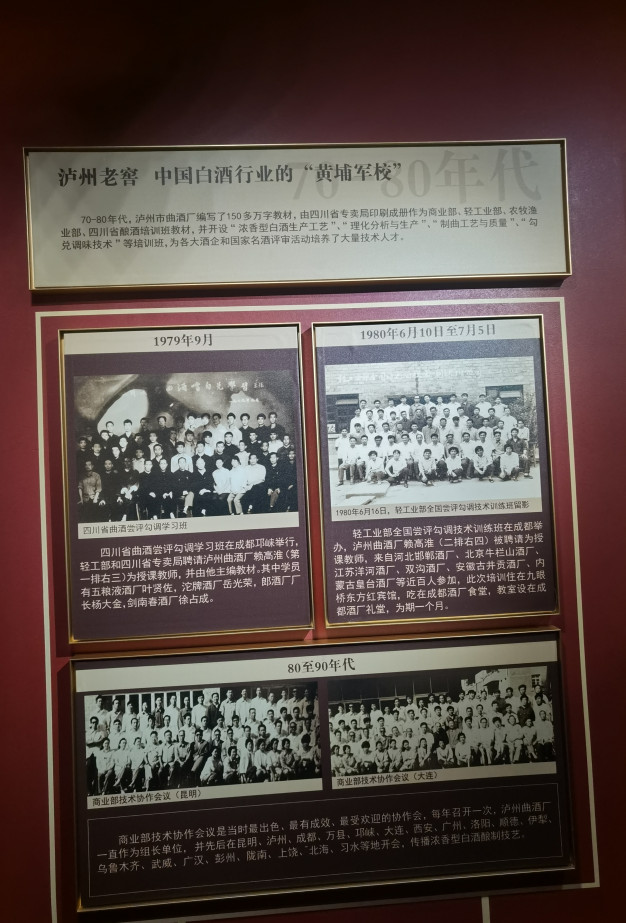 70-80年代
泸州老窖 中国白酒行业的“黄埔军校”
70-80年代，泸州市曲酒厂编写了150多万字教材，由四川省专卖局印刷成册作为商业部、轻工业部、农牧渔
业部、四川省酿酒培训班教材，并开设“浓香型白酒生产工艺”、“理化分析与生产”、“制曲工艺与质量”、“勾
兑调味技术”等培训班，为各大酒企和国家名酒评审活动培养了大量技术人才。
1979年9月
四川省曲酒尝评勾调学习班
四川省曲酒尝评勾调学习班在成都邛崃举行，
轻工部和四川省专卖局聘请泸州曲酒厂赖高淮（第
一排右三）为授课教师，并由他主编教材。其中学员
有五粮液酒厂叶贤佐，沱牌酒厂岳光荣，郎酒厂厂
长杨大金，剑南春酒厂徐占成。
1980年6月10日至7月5日
1980年6月16日，轻工业部全国尝评勾调技术训练班留影
轻工业部全国尝评勾调技术训练班在成都举
办，泸州曲酒厂赖高淮（二排右四）被聘请为授
课教师，来自河北邯郸酒厂、北京牛栏山酒厂、
江苏洋河酒厂、双沟酒厂、安徽古井贡酒厂、内
蒙古皇台酒厂等近百人参加，此次培训住在九眼
桥东方红宾馆，吃在成都酒厂食堂，教室设在成
都酒厂礼堂，为期一个月。
80至90年代
商业部技术协作会议（昆明）
商业部技术协作会议（大连）
商业部技术协作会议是当时最出色、最有成效、最受欢迎的协作会，每年召开一次，泸州曲酒厂
一直作为组长单位，并先后在昆明、泸州、成都、万县、邛崃、大连、西安、广州、洛阳、顺德、伊犁、
乌鲁木齐、武威、广汉、彭州、陇南、上饶、北海、习水等地开会，传播浓香型白酒酿制技艺。